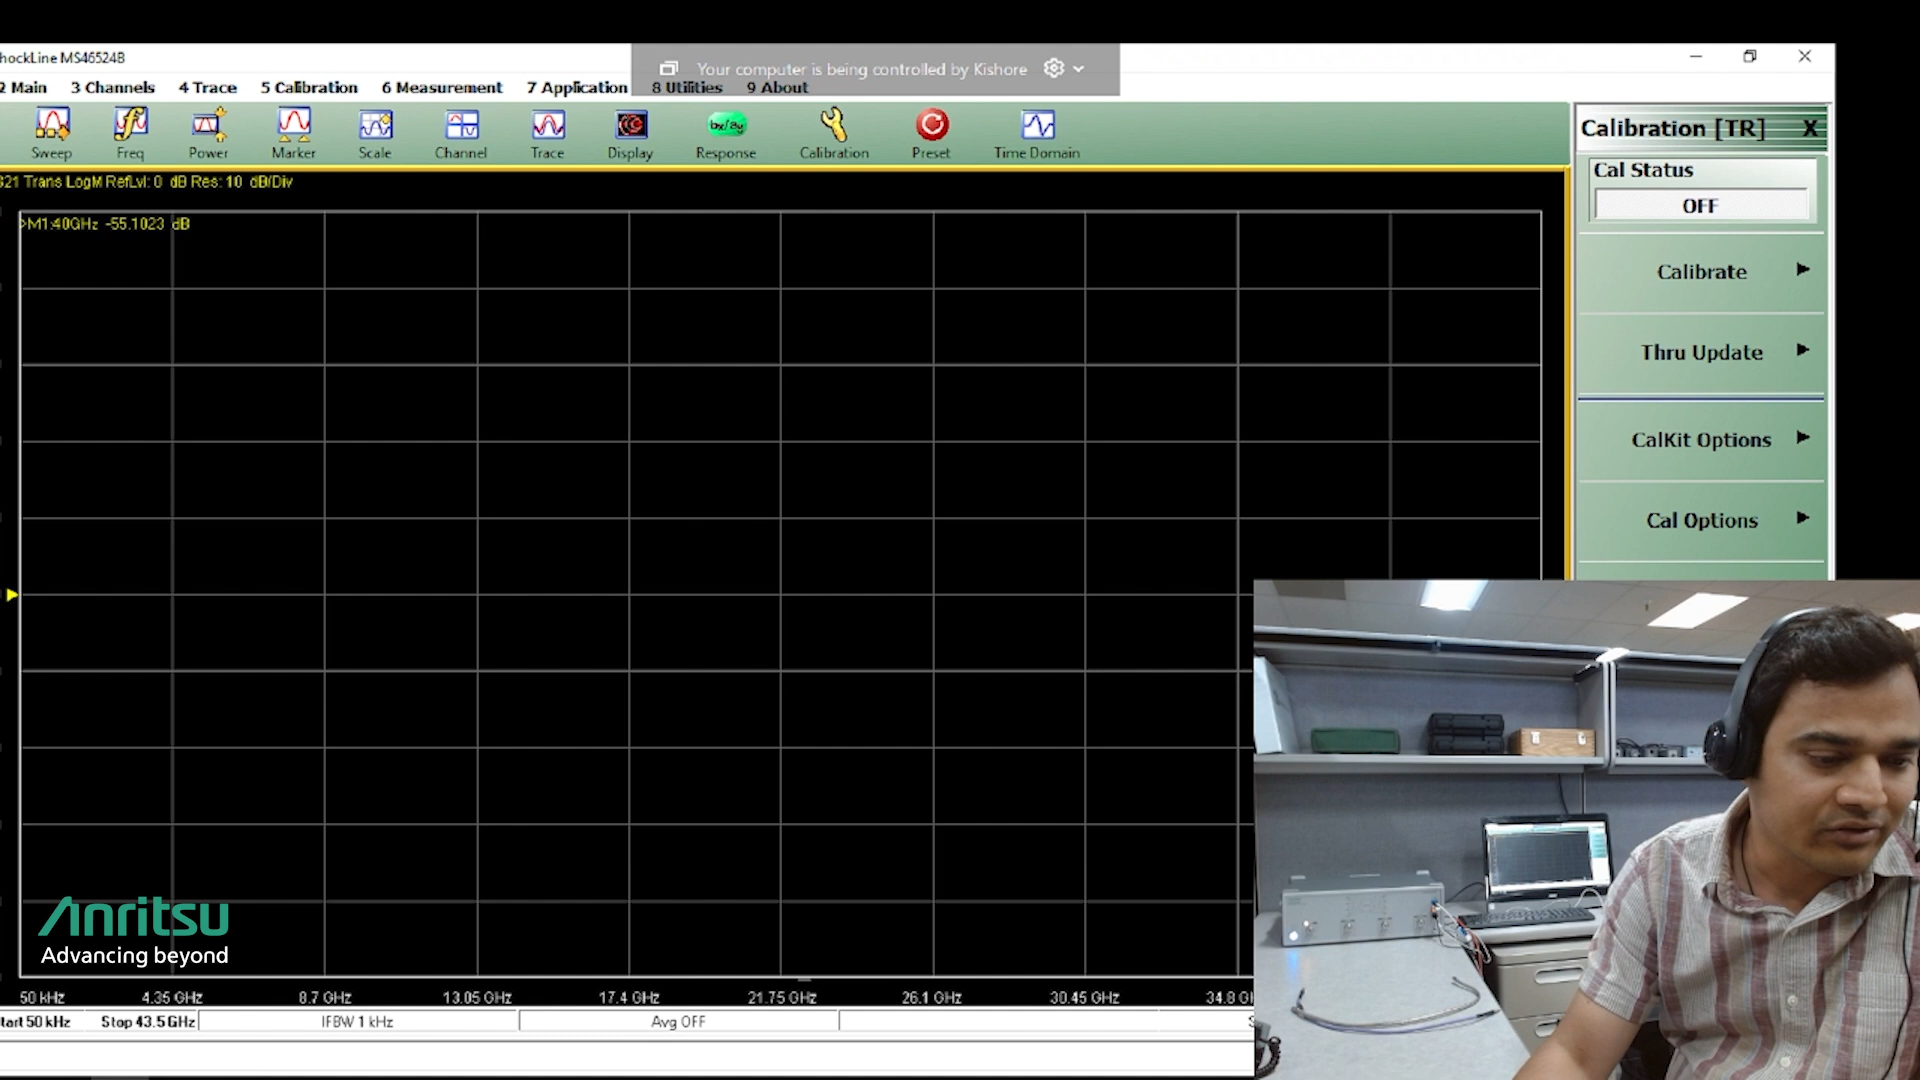 hockLine MS46524B
Your computer is being controlled by Kishore
2 Main 3 Channels 4 Trace 5 Calibration 6 Measurement 7 Application 8 Utilities 9 About
Sweep Freq Power Marker Scale Channel Trace Display Response Calibration Preset Time Domain
S21 Trans LogM RefLvl: 0 dB Res: 10 dB/Div
>M1:40GHz -55.1023 dB
Calibration [TR] X
Cal Status
OFF
Calibrate
Thru Update
CalKit Options
Cal Options
Anritsu
Advancing beyond
50 kHz 4.35 GHz 8.7 GHz 13.05 GHz 17.4 GHz 21.75 GHz 26.1 GHz 30.45 GHz 34.8 GH
tart 50 kHz Stop 43.5 GHz IFBW 1 kHz Avg OFF